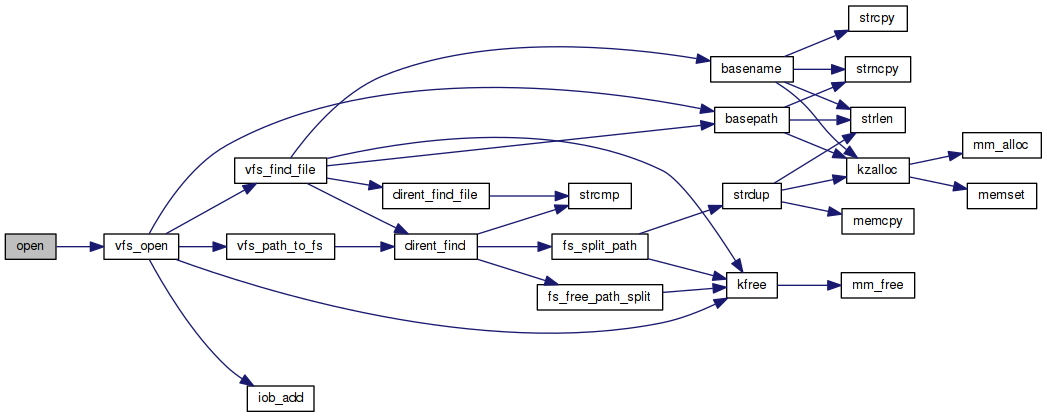 open
vfs_open
vfs_find_file
vfs_path_to_fs
iob_add
dirent_find_file
dirent_find
strcmp
fs_split_path
fs_free_path_split
basename
basepath
strdup
kfree
strcpy
strncpy
strlen
kzalloc
memcpy
mm_free
mm_alloc
memset